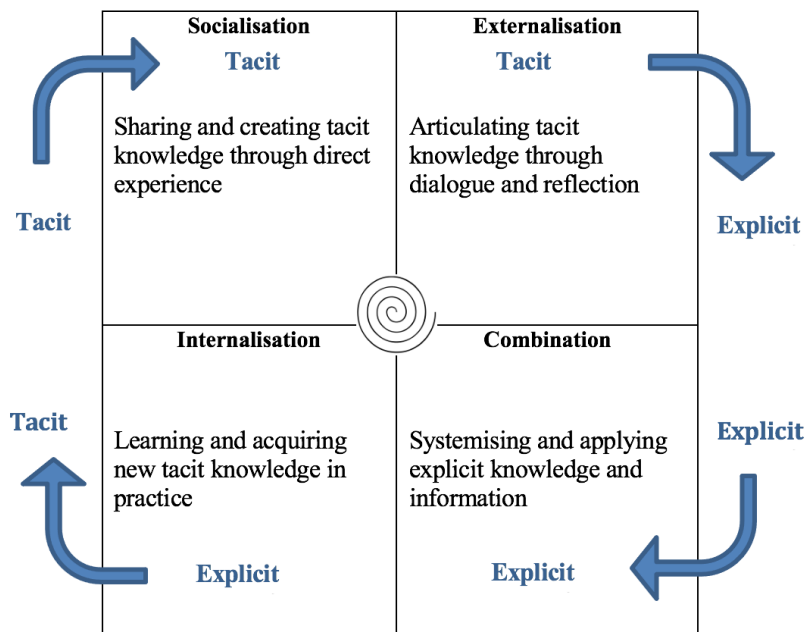 Socialisation
Tacit
Sharing and creating tacit
knowledge through direct
experience
Tacit
Externalisation
Tacit
Articulating tacit
knowledge through
dialogue and reflection
Explicit
Internalisation
Tacit
Learning and acquiring
new tacit knowledge in
practice
Explicit
Combination
Explicit
Systemising and applying
explicit knowledge and
information
Explicit